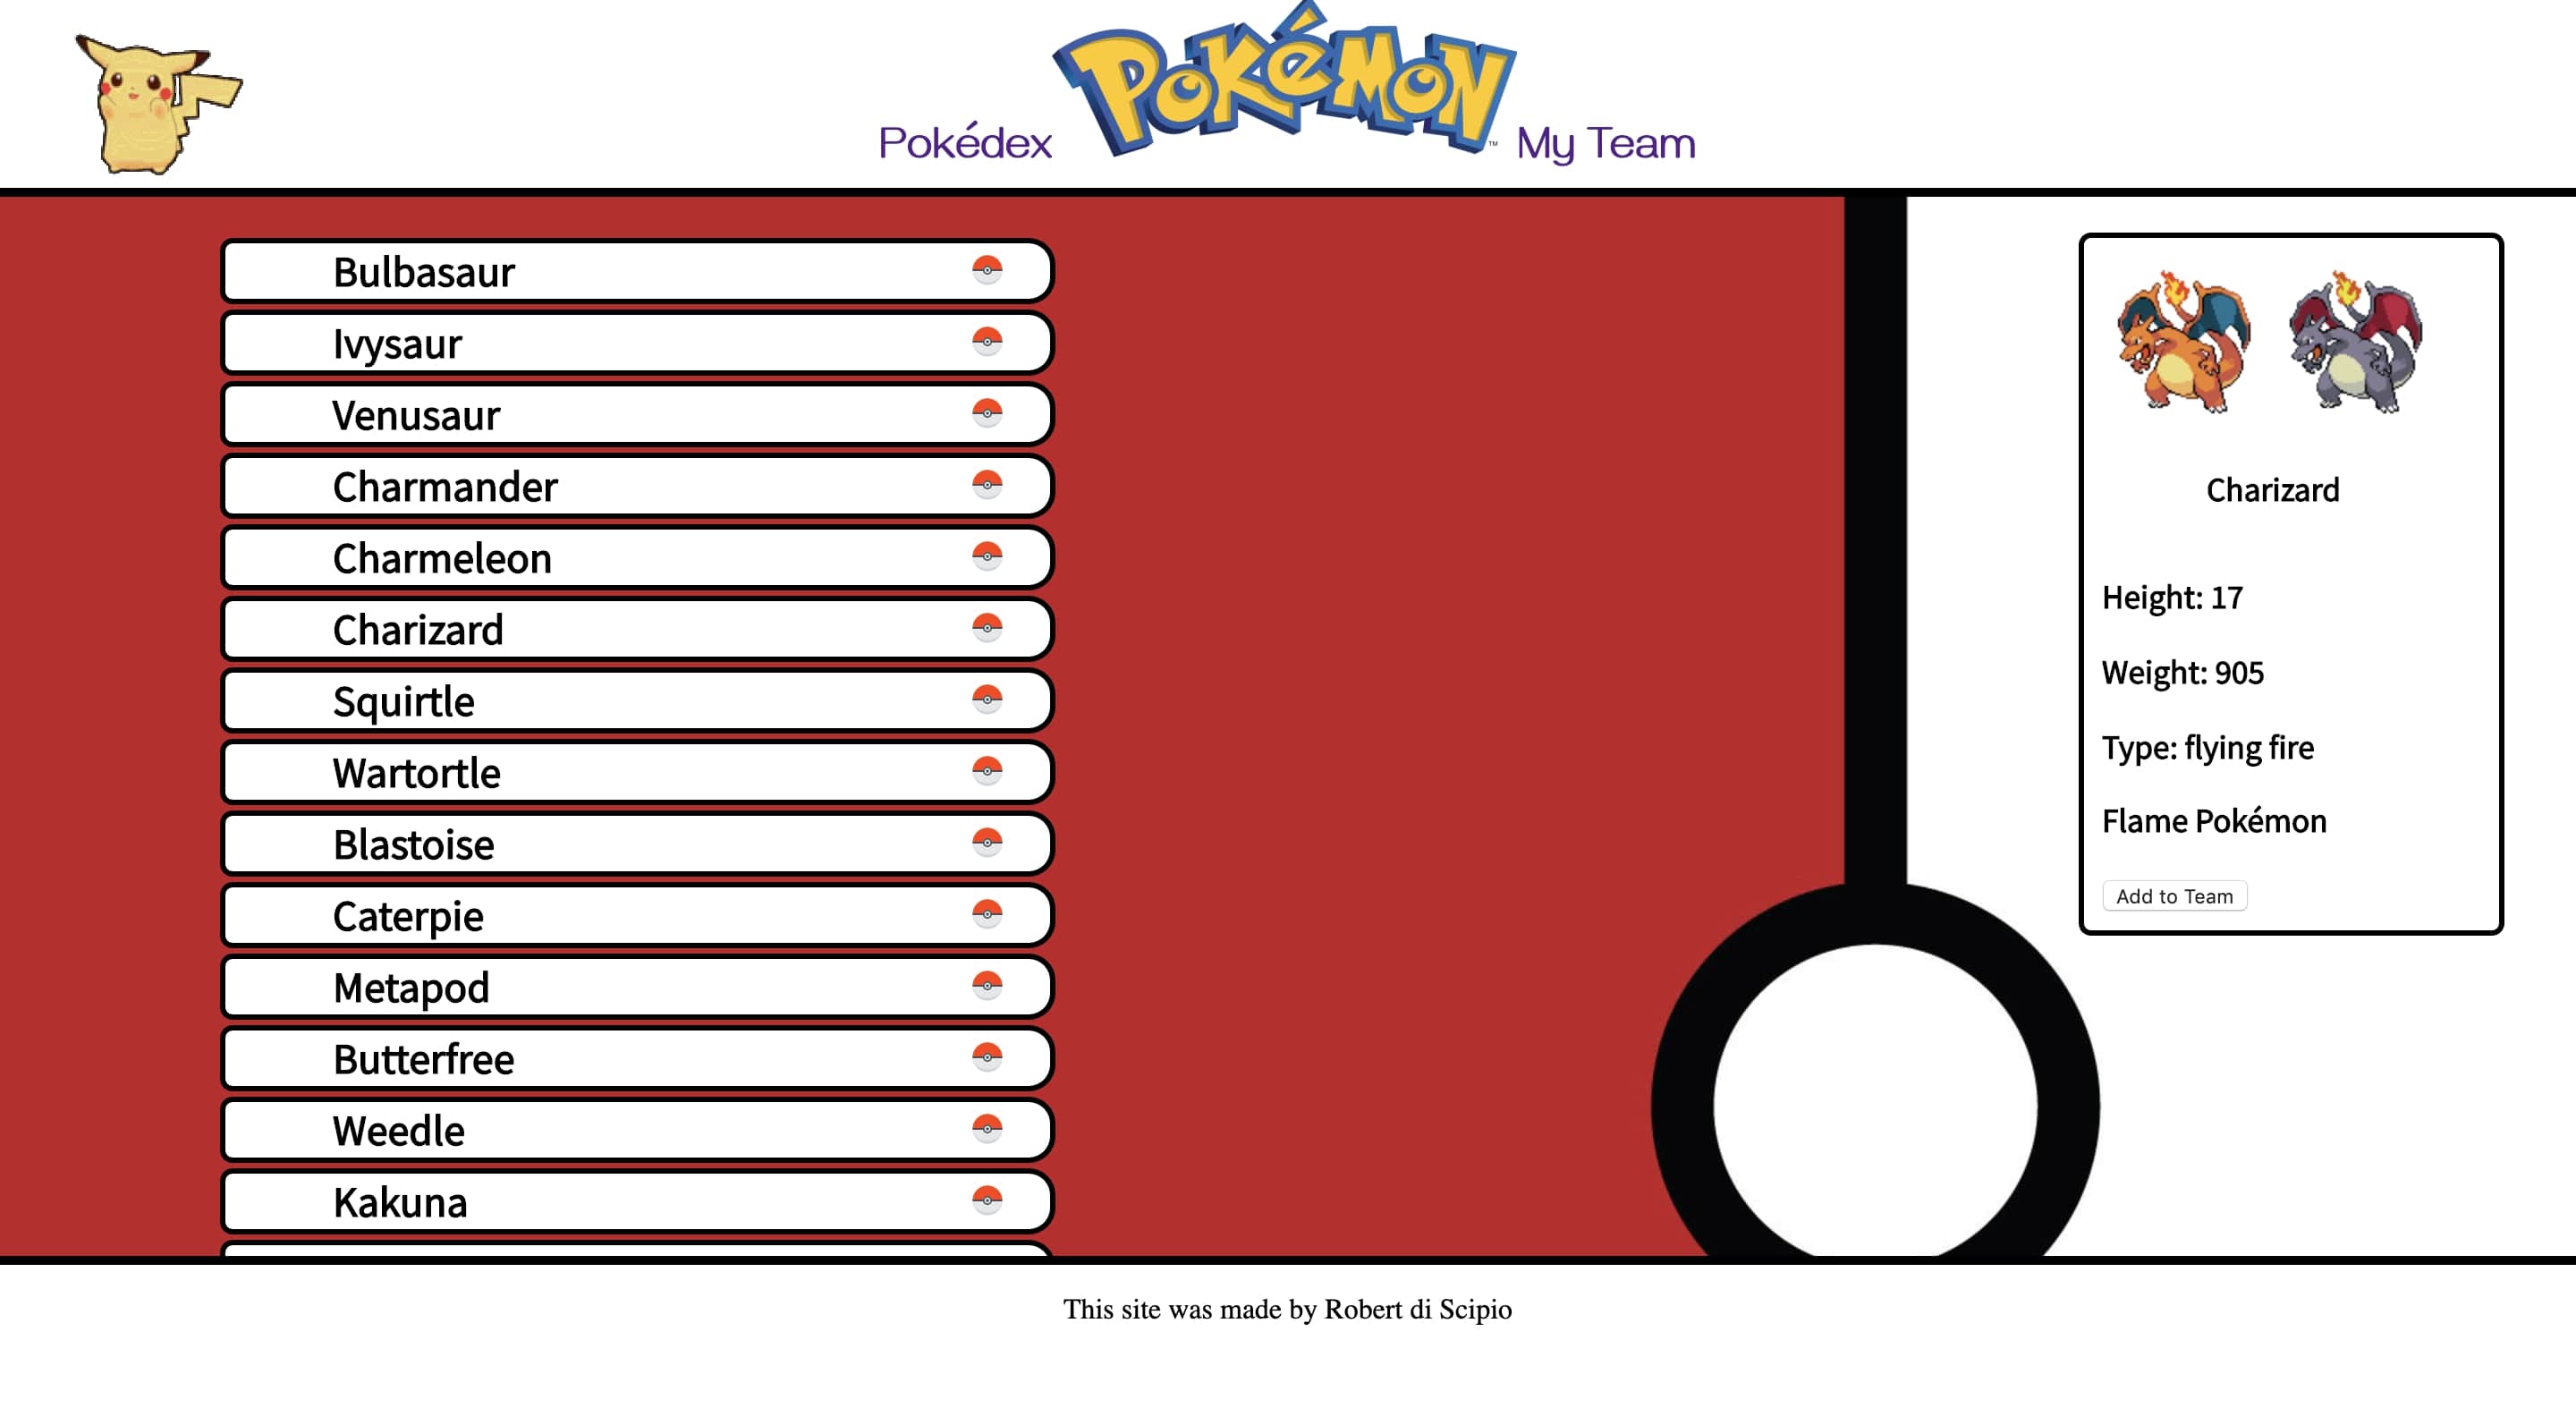 POKéMON
Pokédex
™
My Team
Bulbasaur
Ivysaur
Venusaur
Charmander
Charmeleon
Charizard
Squirtle
Wartortle
Blastoise
Caterpie
Metapod
Butterfree
Weedle
Kakuna
Charizard
Height: 17
Weight: 905
Type: flying fire
Flame Pokémon
Add to Team
This site was made by Robert di Scipio